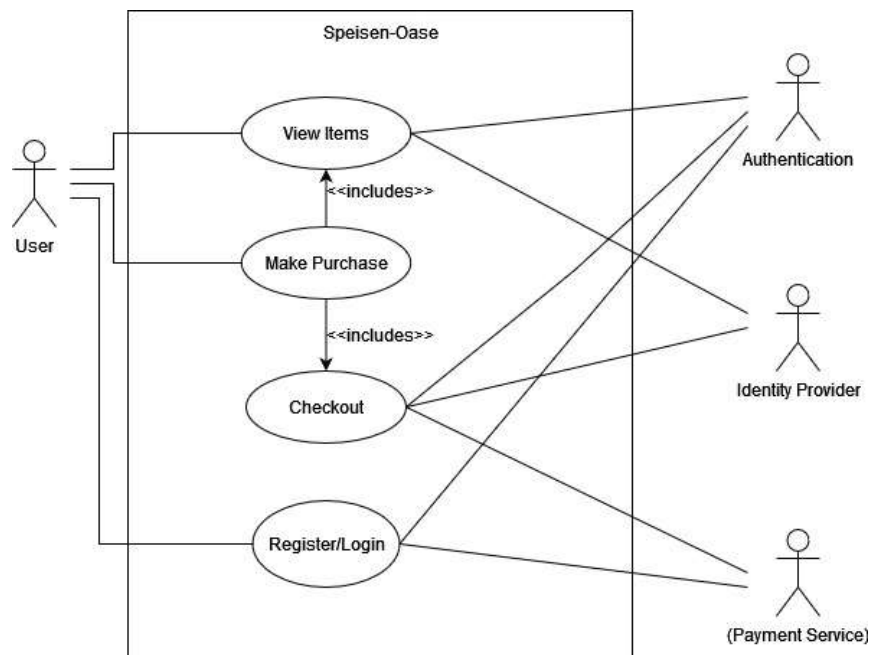 Speisen-Oase
View Items
Authentication
<<includes>>
User
Make Purchase
<<includes>>
Identity Provider
Checkout
Register/Login
(Payment Service)